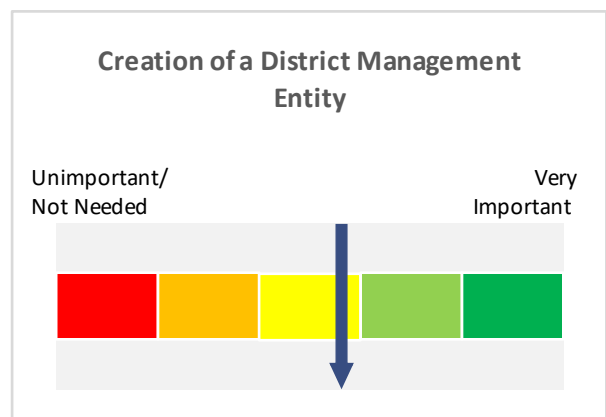 Creation of a District Management
Entity
Unimportant/
Not Needed
Very
Important